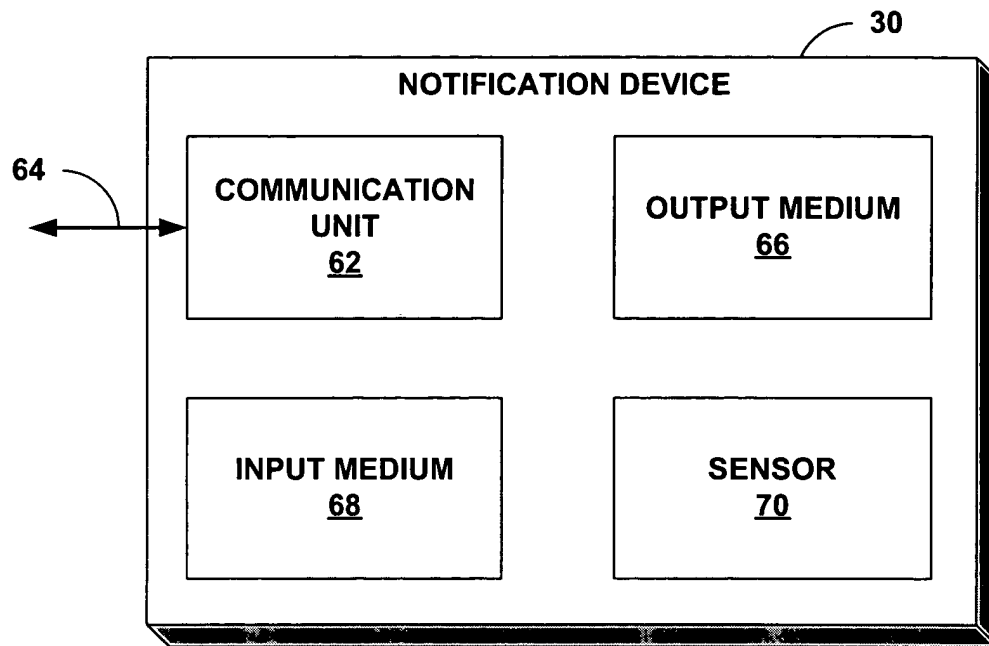 30
NOTIFICATION DEVICE
64
COMMUNICATION
UNIT
62
OUTPUT MEDIUM
66
INPUT MEDIUM
68
SENSOR
70